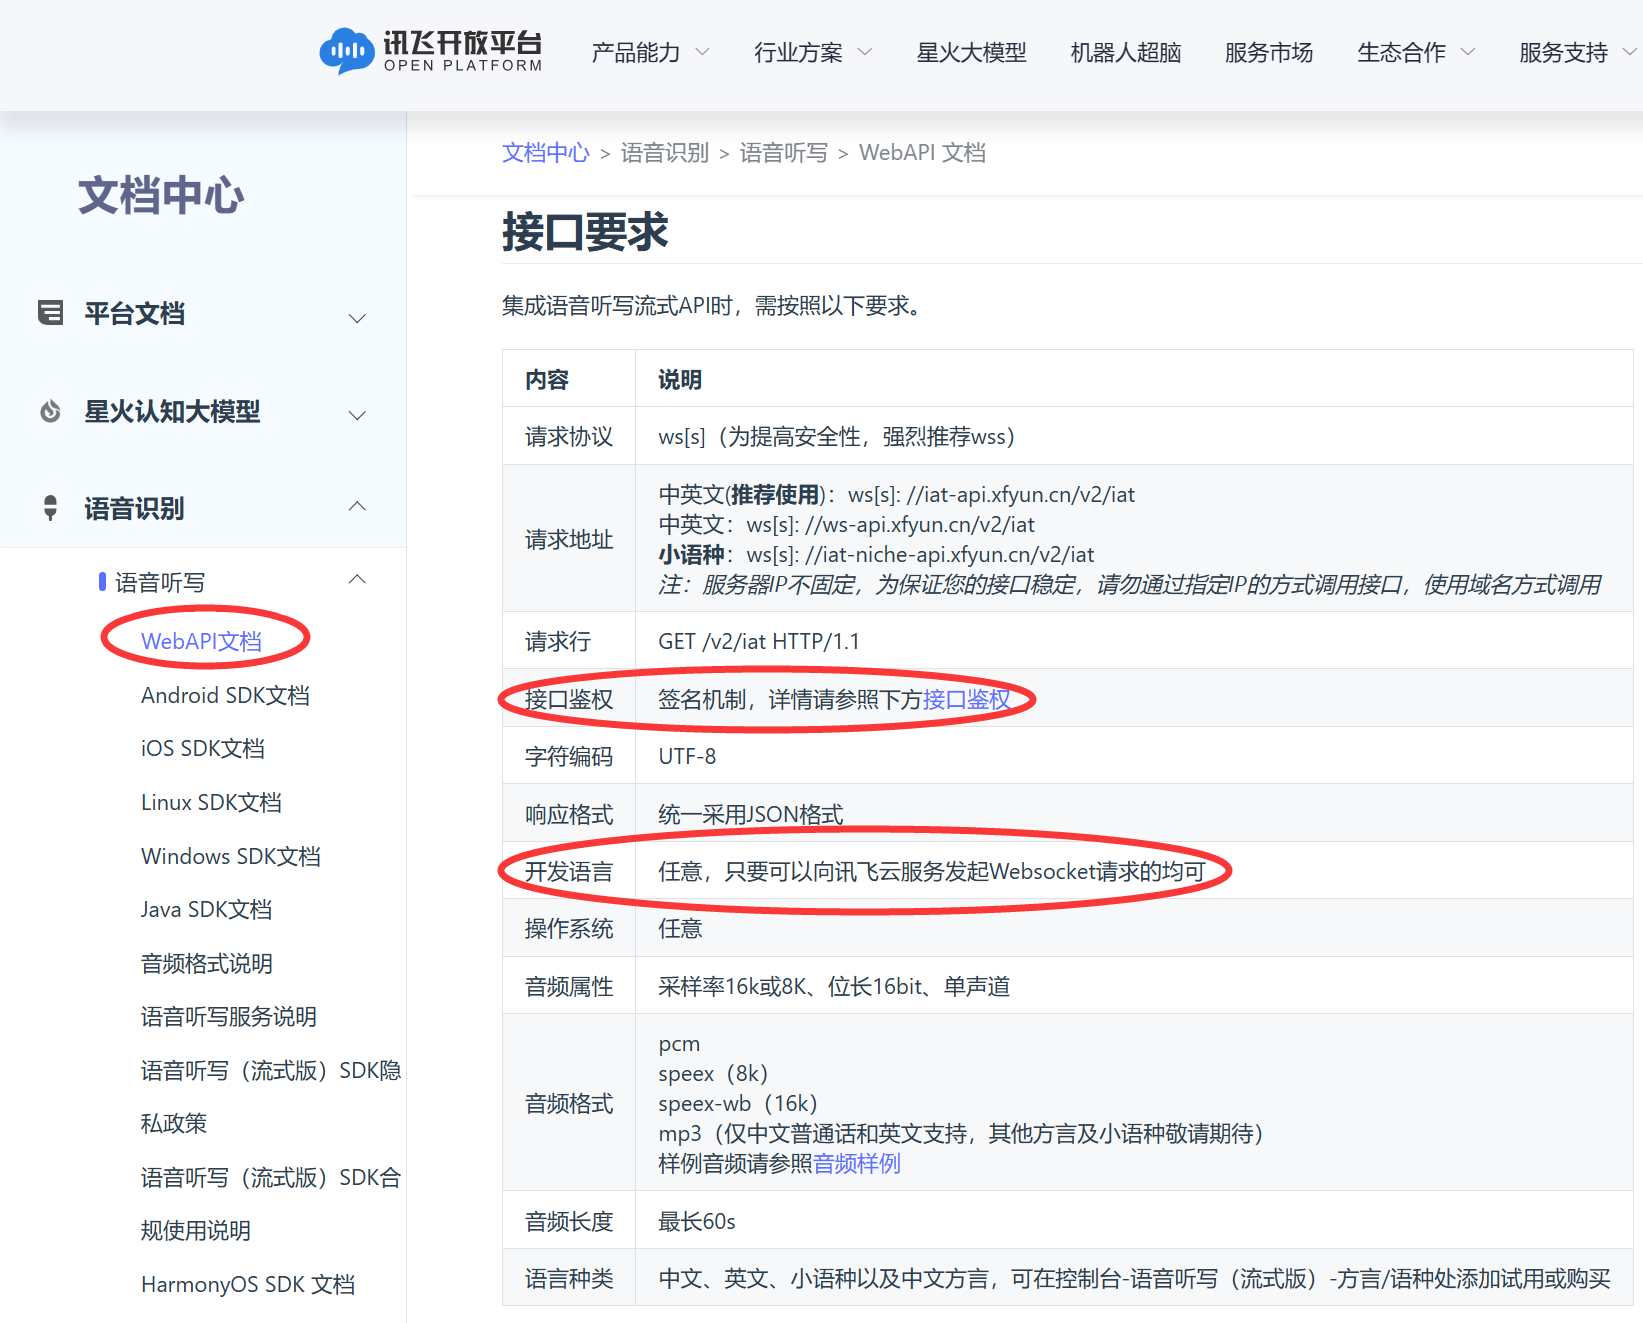 讯飞开放平台
OPEN PLATFORM
产品能力
行业方案
星火大模型
机器人超脑
服务市场
生态合作
服务支持
文档中心
平台文档
星火认知大模型
语音识别
语音听写
WebAPI文档
Android SDK文档
iOS SDK文档
Linux SDK文档
Windows SDK文档
Java SDK文档
音频格式说明
语音听写服务说明
语音听写（流式版）SDK隐
私政策
语音听写（流式版）SDK合
规使用说明
HarmonyOS SDK 文档
文档中心 > 语音识别 > 语音听写 > WebAPI 文档
接口要求
集成语音听写流式API时，需按照以下要求。
内容 说明
请求协议 ws[s]（为提高安全性，强烈推荐wss）
请求地址
中英文(推荐使用)：ws[s]: //iat-api.xfyun.cn/v2/iat
中英文：ws[s]: //ws-api.xfyun.cn/v2/iat
小语种：ws[s]: //iat-niche-api.xfyun.cn/v2/iat
注：服务器IP不固定，为保证您的接口稳定，请勿通过指定IP的方式调用接口，使用域名方式调用
请求行 GET /v2/iat HTTP/1.1
接口鉴权 签名机制，详情请参照下方接口鉴权
字符编码 UTF-8
响应格式 统一采用JSON格式
开发语言 任意，只要可以向讯飞云服务发起Websocket请求的均可
操作系统 任意
音频属性 采样率16k或8K、位长16bit、单声道
音频格式
pcm
speex（8k）
speex-wb（16k）
mp3（仅中文普通话和英文支持，其他方言及小语种敬请期待）
样例音频请参照音频样例
音频长度 最长60s
语言种类 中文、英文、小语种以及中文方言，可在控制台-语音听写（流式版）-方言/语种处添加试用或购买